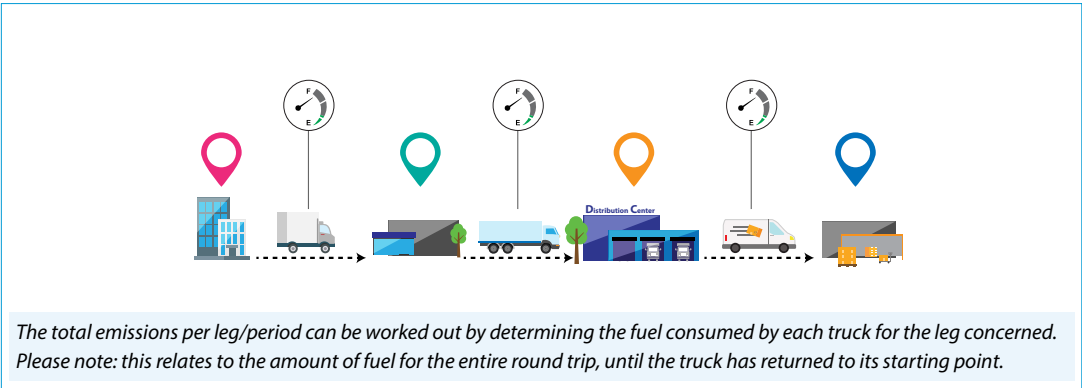 F
E
F
E
F
E
Distribution Center
The total emissions per leg/period can be worked out by determining the fuel consumed by each truck for the leg concerned.
Please note: this relates to the amount of fuel for the entire round trip, until the truck has returned to its starting point.